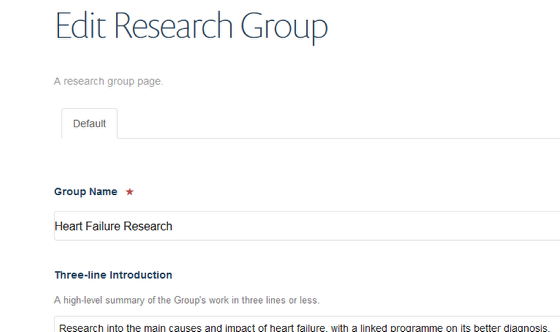 Edit Research Group
A research group page.
Default
Group Name ★
Heart Failure Research
Three-line Introduction
A high-level summary of the Group's work in three lines or less.
Research into the main causes and impact of heart failure, with a linked programme on its better diagnosis,